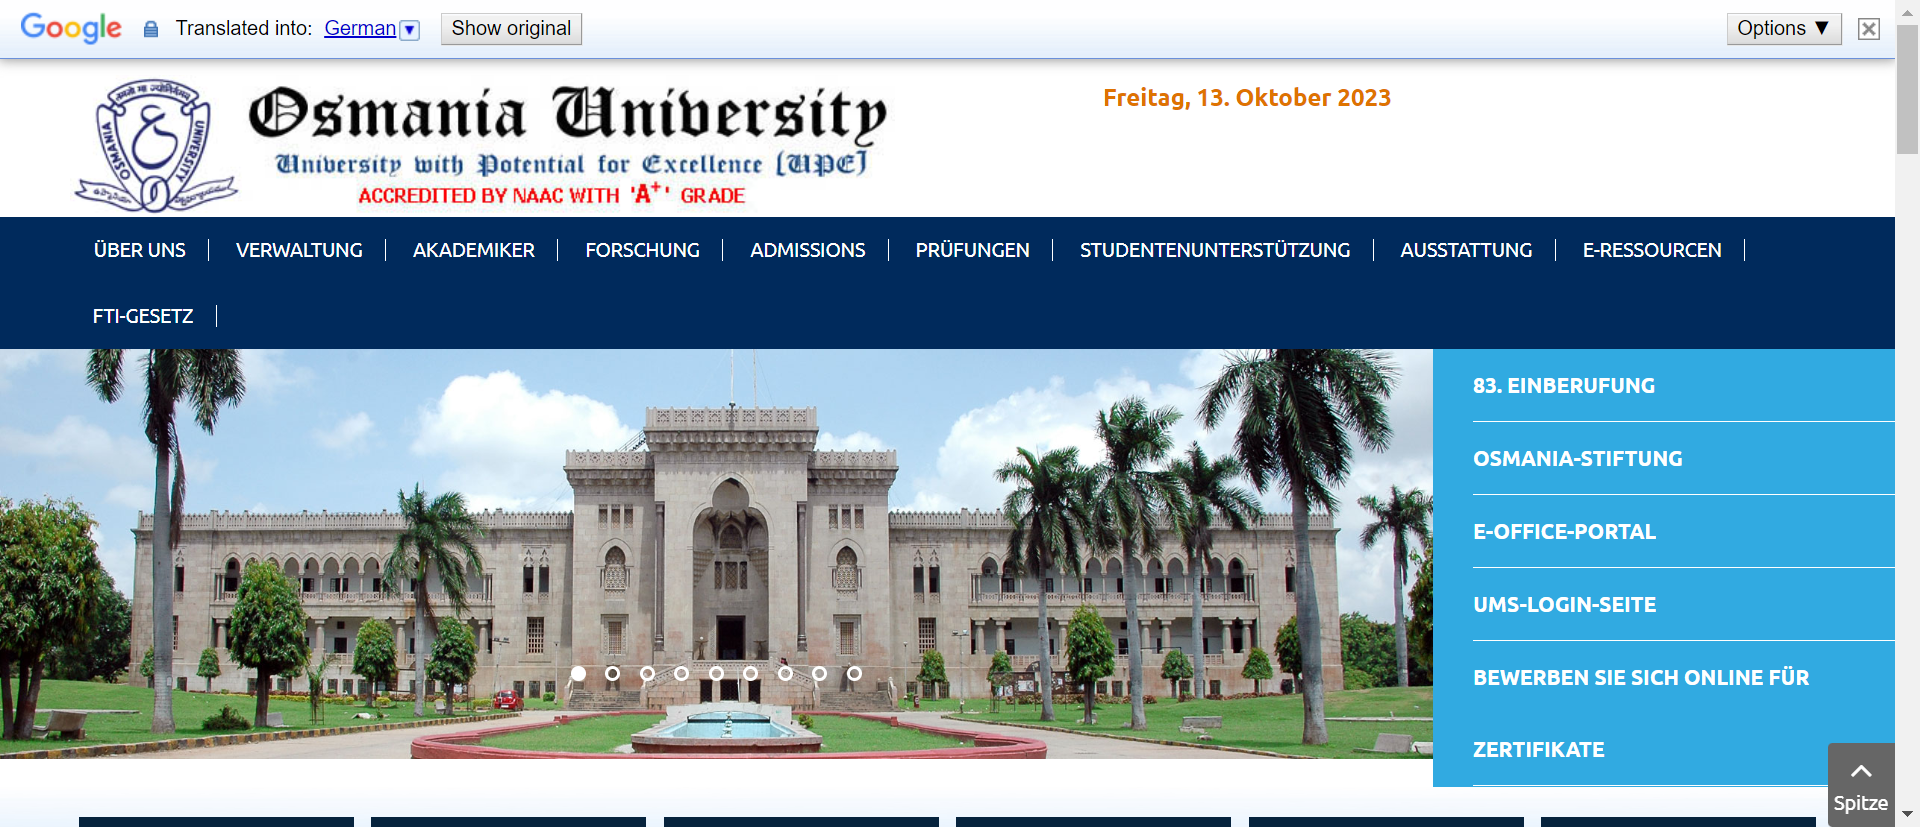 Google Translated into: German ▼ Show original Options ▼
Osmania University
Freitag, 13. Oktober 2023
University with Potential for Excellence [UPE]
ACCREDITED BY NAAC WITH 'A+' GRADE
OSMANIA UNIVERSITY
ÜBER UNS VERWALTUNG AKADEMIKER FORSCHUNG ADMISSIONS PRÜFUNGEN STUDENTENUNTERSTÜTZUNG AUSSTATTUNG E-RESSOURCEN
FTI-GESETZ
83. EINBERUFUNG
OSMANIA-STIFTUNG
E-OFFICE-PORTAL
UMS-LOGIN-SEITE
BEWERBEN SIE SICH ONLINE FÜR
ZERTIFIKATE
Spitze